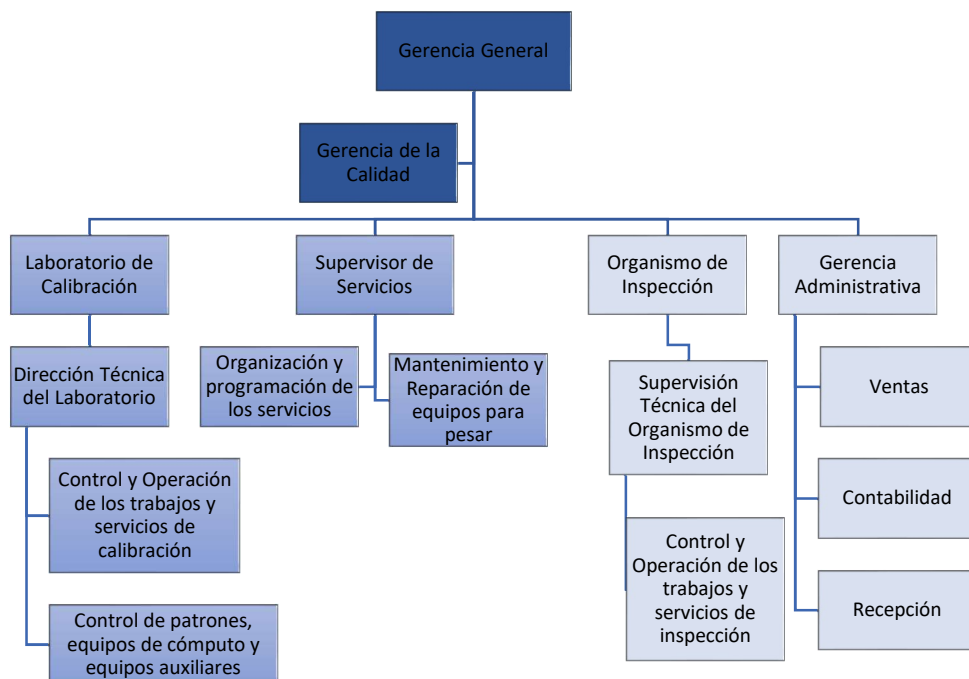 Gerencia General
Gerencia de la
Calidad
Laboratorio de
Calibración
Supervisor de
Servicios
Organismo de
Inspección
Gerencia
Administrativa
Dirección Técnica
del Laboratorio
Organización y
programación de
los servicios
Mantenimiento y
Reparación de
equipos para
pesar
Supervisión
Técnica del
Organismo de
Inspección
Ventas
Control y Operación
de los trabajos y
servicios de
calibración
Contabilidad
Control y
Operación de los
trabajos y
servicios de
inspección
Control de patrones,
equipos de cómputo y
equipos auxiliares
Recepción